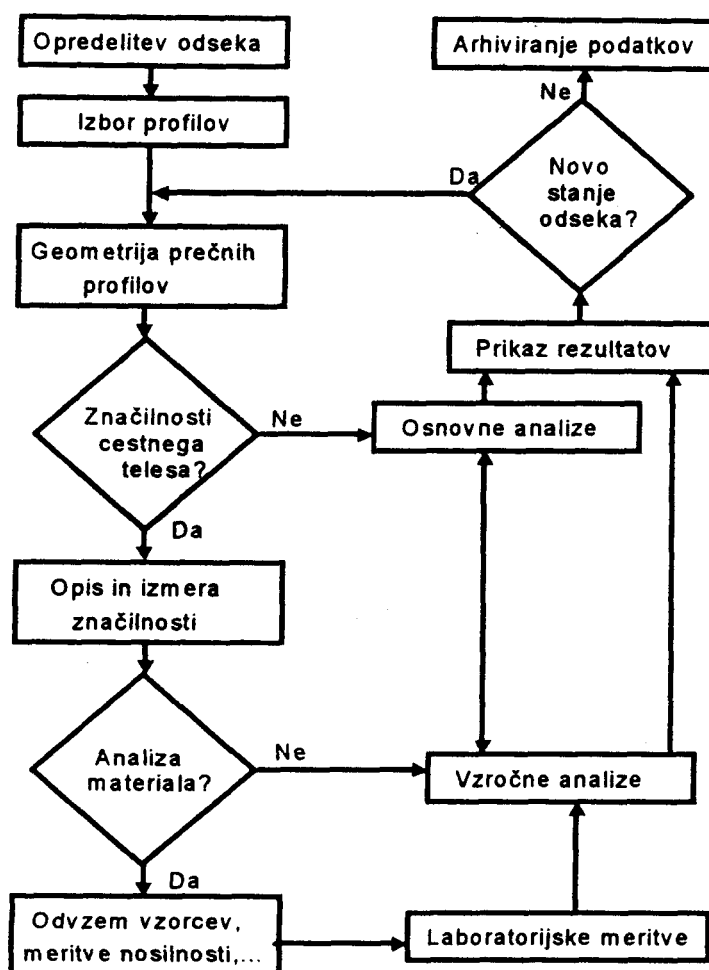 Opredelitev odseka
Izbor profilov
Geometrija prečnih
profilov
Značilnosti
cestnega
telesa?
Ne
Da
Opis in izmera
značilnosti
Analiza
materiala?
Ne
Da
Odvzem vzorcev,
meritve nosilnosti,...
Laboratorijske meritve
Vzročne analize
Osnovne analize
Prikaz rezultatov
Novo
stanje
odseka?
Da
Ne
Arhiviranje podatkov